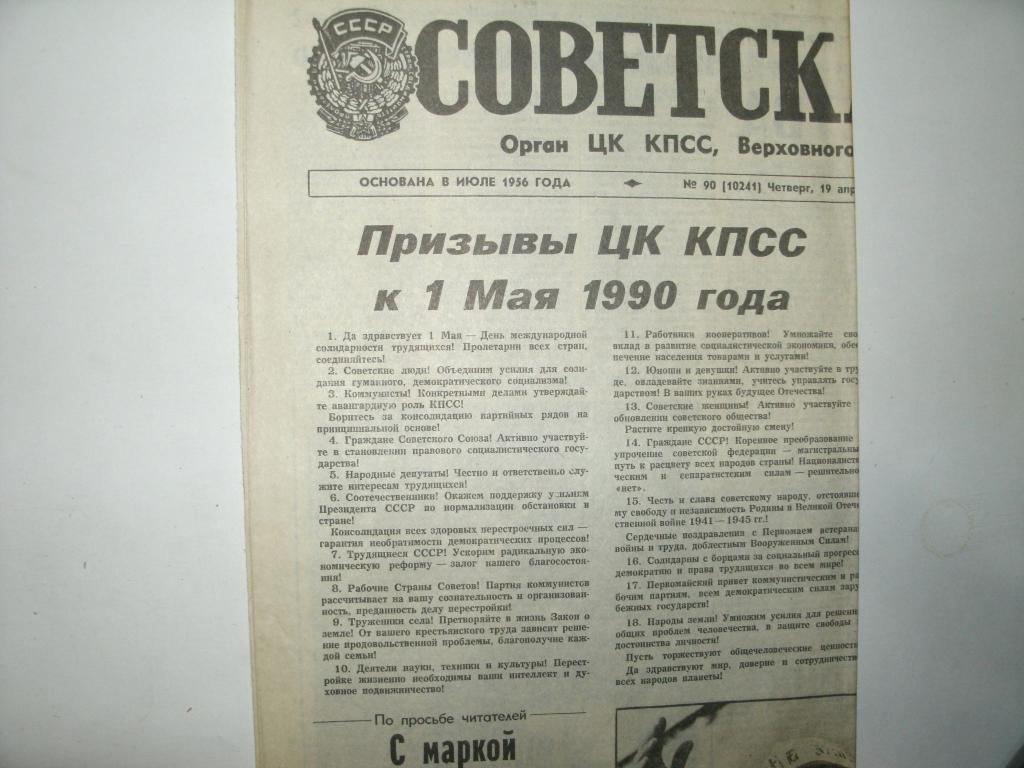 СССР
СОВЕТСКА
Орган ЦК КПСС, Верховного
ОСНОВАНА В ИЮЛЕ 1956 ГОДА
№ 90 (10241) Четверг, 19 апр
Призывы ЦК КПСС
к 1 Мая 1990 года
1. Да здравствует 1 Мая — День международной
солидарности трудящихся! Пролетарии всех стран,
соединяйтесь!
2. Советские люди! Объединим усилия для сози-
дания гуманного, демократического социализма!
3. Коммунисты! Конкретными делами утверждай-
те авангардную роль КПСС!
Боритесь за консолидацию партийных рядов на
принципиальной основе!
4. Граждане Советского Союза! Активно участвуй-
те в становлении правового социалистического госу-
дарства!
5. Народные депутаты! Честно и ответственно слу-
жите интересам трудящихся!
6. Соотечественники! Окажем поддержку усилиям
Президента СССР по нормализации обстановки в
стране!
Консолидация всех здоровых перестроечных сил —
гарантия необратимости демократических процессов!
7. Трудящиеся СССР! Ускорим радикальную эко-
номическую реформу — залог нашего благосостоя-
ния!
8. Рабочие Страны Советов! Партия коммунистов
рассчитывает на вашу сознательность и организован-
ность, преданность делу перестройки!
9. Труженики села! Претворяйте в жизнь Закон о
земле! От вашего крестьянского труда зависит реше-
ние продовольственной проблемы, благополучие каж-
дой семьи!
10. Деятели науки, техники и культуры! Перест-
ройке жизненно необходимы ваши интеллект и ду-
ховное подвижничество!
11. Работники кооперативов! Умножайте сво
вклад в развитие социалистической экономики, обес
печение населения товарами и услугами!
12. Юноши и девушки! Активно участвуйте в тру
де, овладевайте знаниями, учитесь управлять госу
дарством! В ваших руках будущее Отечества!
13. Советские женщины! Активно участвуйте
обновлении советского общества!
Растите крепкую достойную смену!
14. Граждане СССР! Коренное преобразование
упрочение советской федерации — магистральны
путь к расцвету всех народов страны! Националисти
ческим и сепаратистским силам — решительно
«нет».
15. Честь и слава советскому народу, отстоявше
му свободу и независимость Родины в Великой Отече
ственной войне 1941—1945 гг.!
Сердечные поздравления с Первомаем ветерана
войны и труда, доблестным Вооруженным Силам!
16. Солидарны с борцами за социальный прогресс
демократию и права трудящихся во всем мире!
17. Первомайский привет коммунистическим и ра
бочим партиям, всем демократическим силам зару
бежных государств!
18. Народы земли! Умножим усилия для решени
общих проблем человечества, в защите свободы
достоинства личности!
Пусть торжествуют общечеловеческие ценност
Да здравствуют мир, доверие и сотрудничеств
всех народов планеты!
По просьбе читателей
С маркой